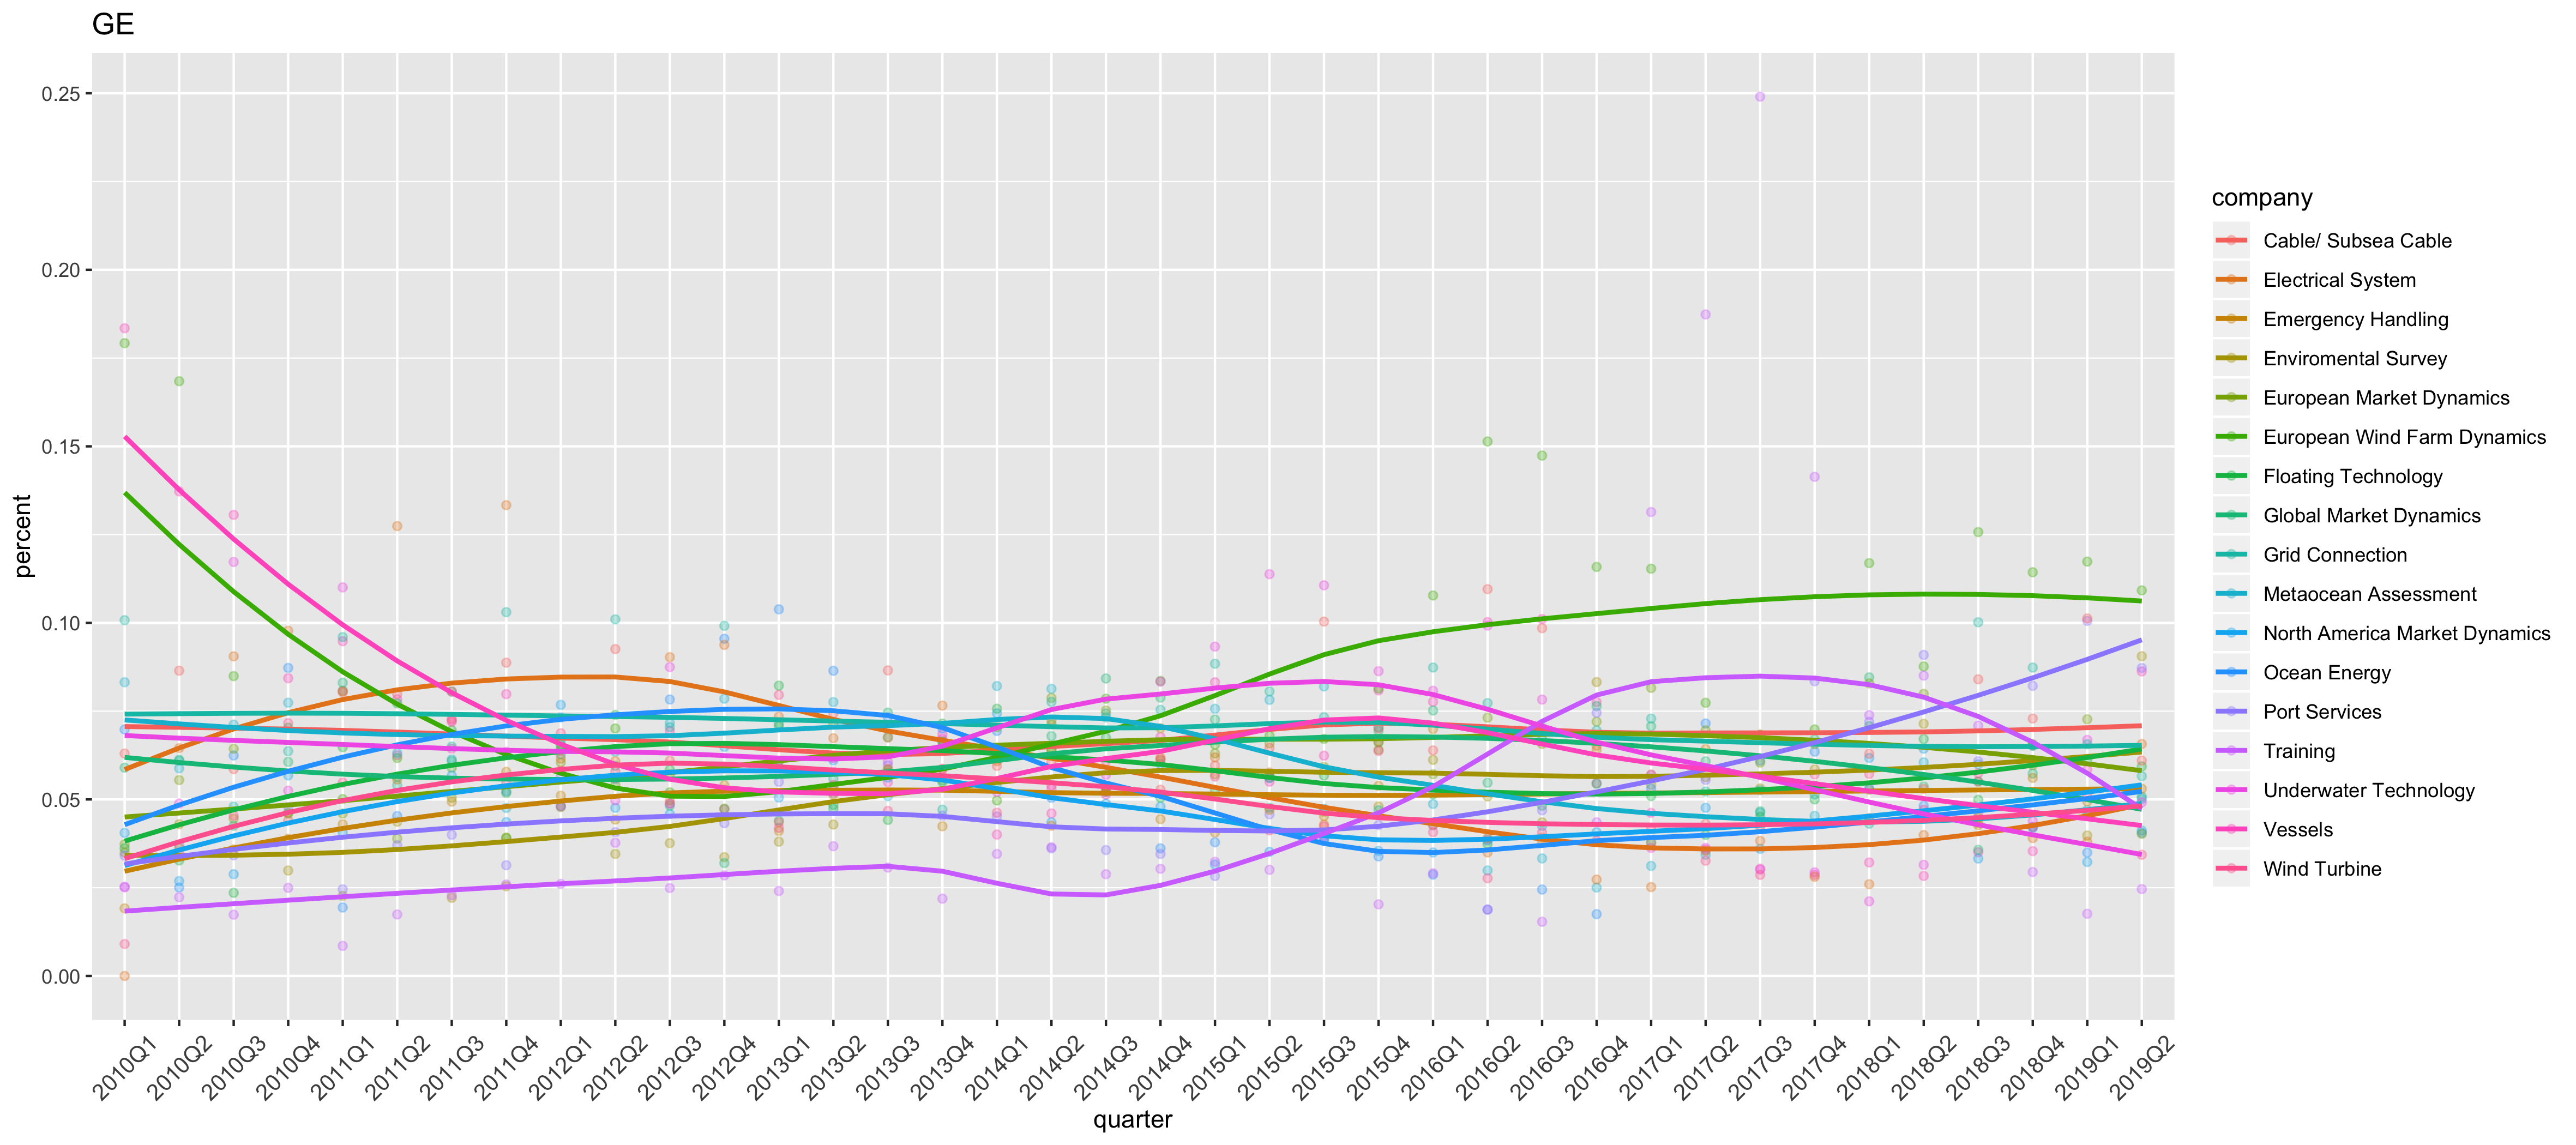 GE
percent
0.25
0.20
0.15
0.10
0.05
0.00
2010Q1
2010Q2
2010Q3
2010Q4
2011Q1
2011Q2
2011Q3
2011Q4
2012Q1
2012Q2
2012Q3
2012Q4
2013Q1
2013Q2
2013Q3
2013Q4
2014Q1
2014Q2
2014Q3
2014Q4
2015Q1
2015Q2
2015Q3
2015Q4
2016Q1
2016Q2
2016Q3
2016Q4
2017Q1
2017Q2
2017Q3
2017Q4
2018Q1
2018Q2
2018Q3
2018Q4
2019Q1
2019Q2
quarter
company
Cable/ Subsea Cable
Electrical System
Emergency Handling
Enviromental Survey
European Market Dynamics
European Wind Farm Dynamics
Floating Technology
Global Market Dynamics
Grid Connection
Metaocean Assessment
North America Market Dynamics
Ocean Energy
Port Services
Training
Underwater Technology
Vessels
Wind Turbine